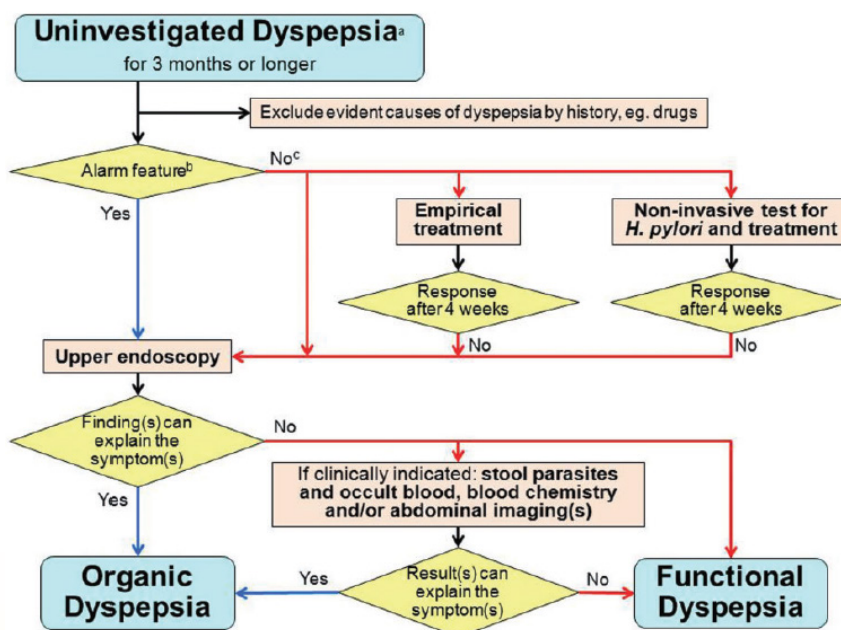 Uninvestigated Dyspepsiaᵃ
for 3 months or longer
Exclude evident causes of dyspepsia by history, eg. drugs
Alarm featureᵇ
Noᶜ
Yes
Empirical
treatment
Non-invasive test for
H. pylori and treatment
Response
after 4 weeks
Response
after 4 weeks
No
No
Upper endoscopy
Finding(s) can
explain the
symptom(s)
No
Yes
If clinically indicated: stool parasites
and occult blood, blood chemistry
and/or abdominal imaging(s)
Organic
Dyspepsia
Yes
Result(s) can
explain the
symptom(s)
No
Functional
Dyspepsia